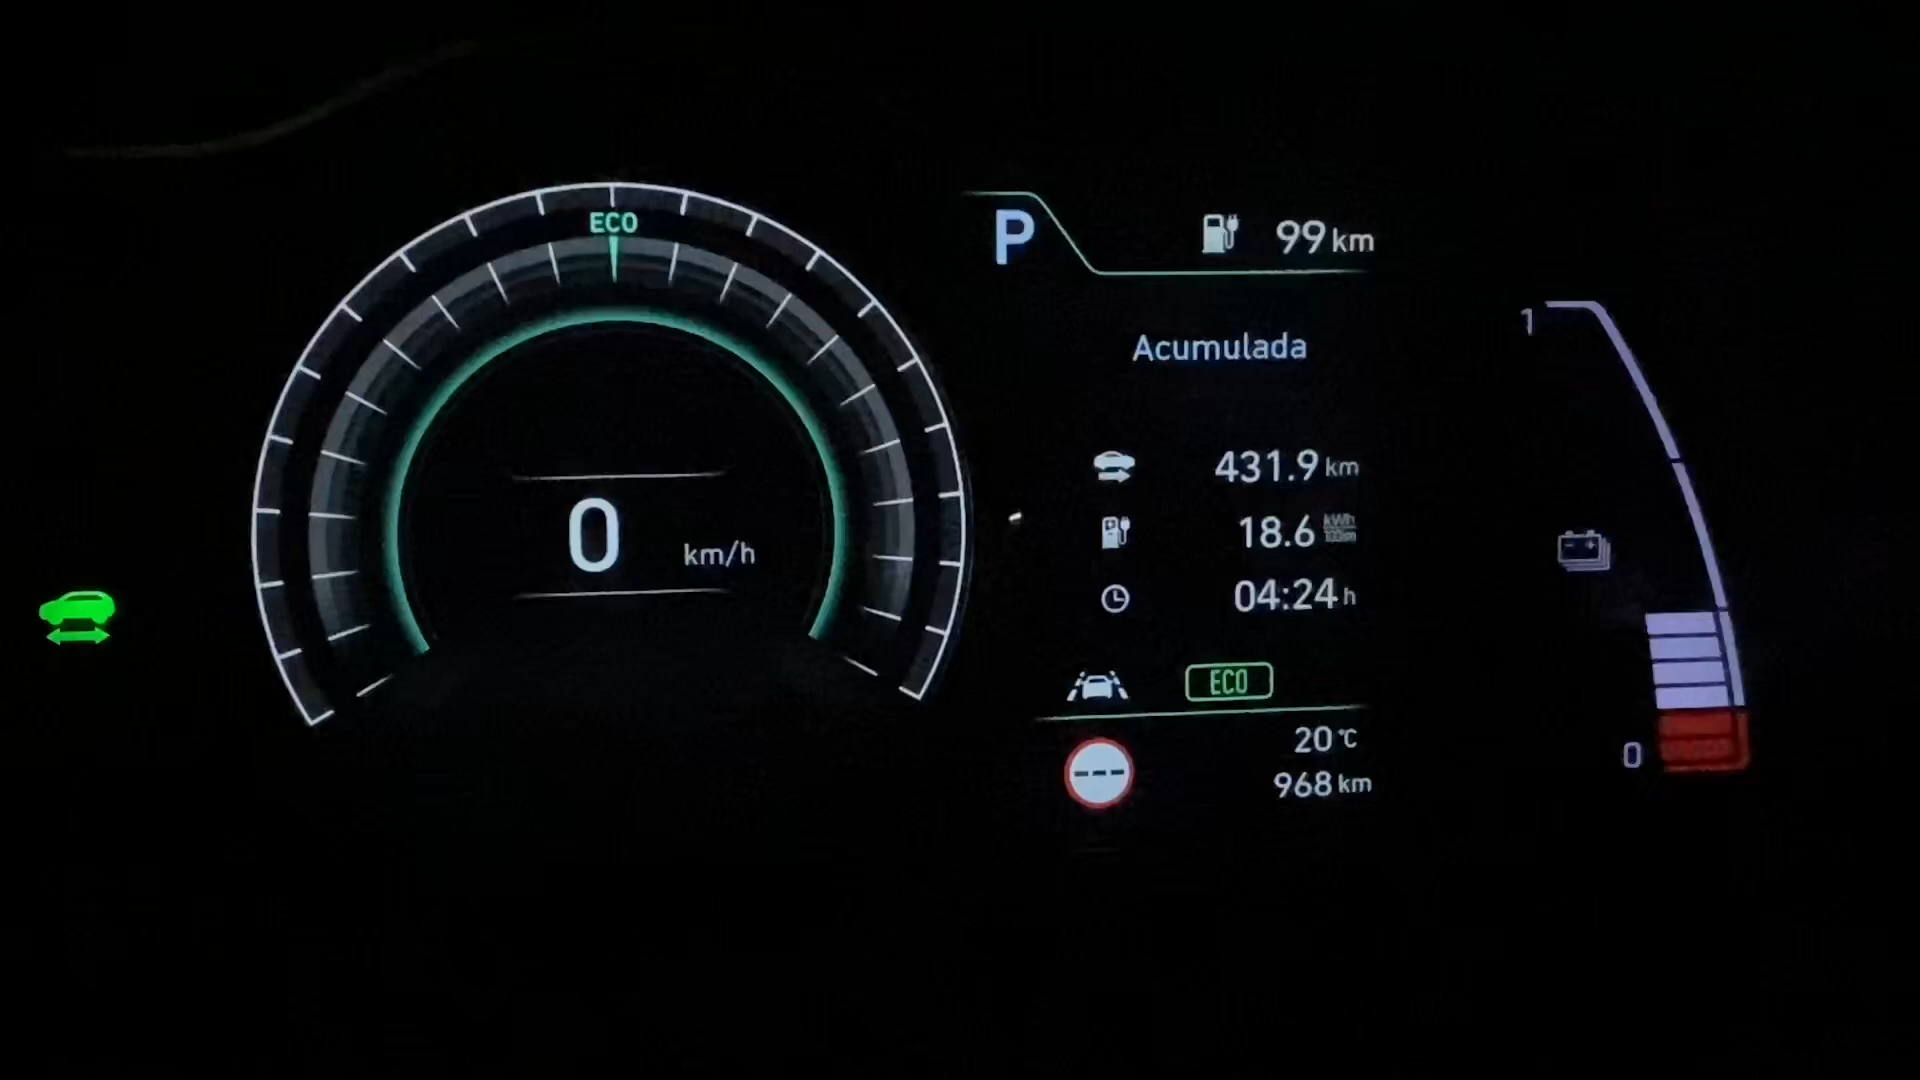 ECO
0 km/h
P 99 km
Acumulada
431.9 km
18.6 kWh/100km
04:24 h
ECO
20 °C
968 km
1
0